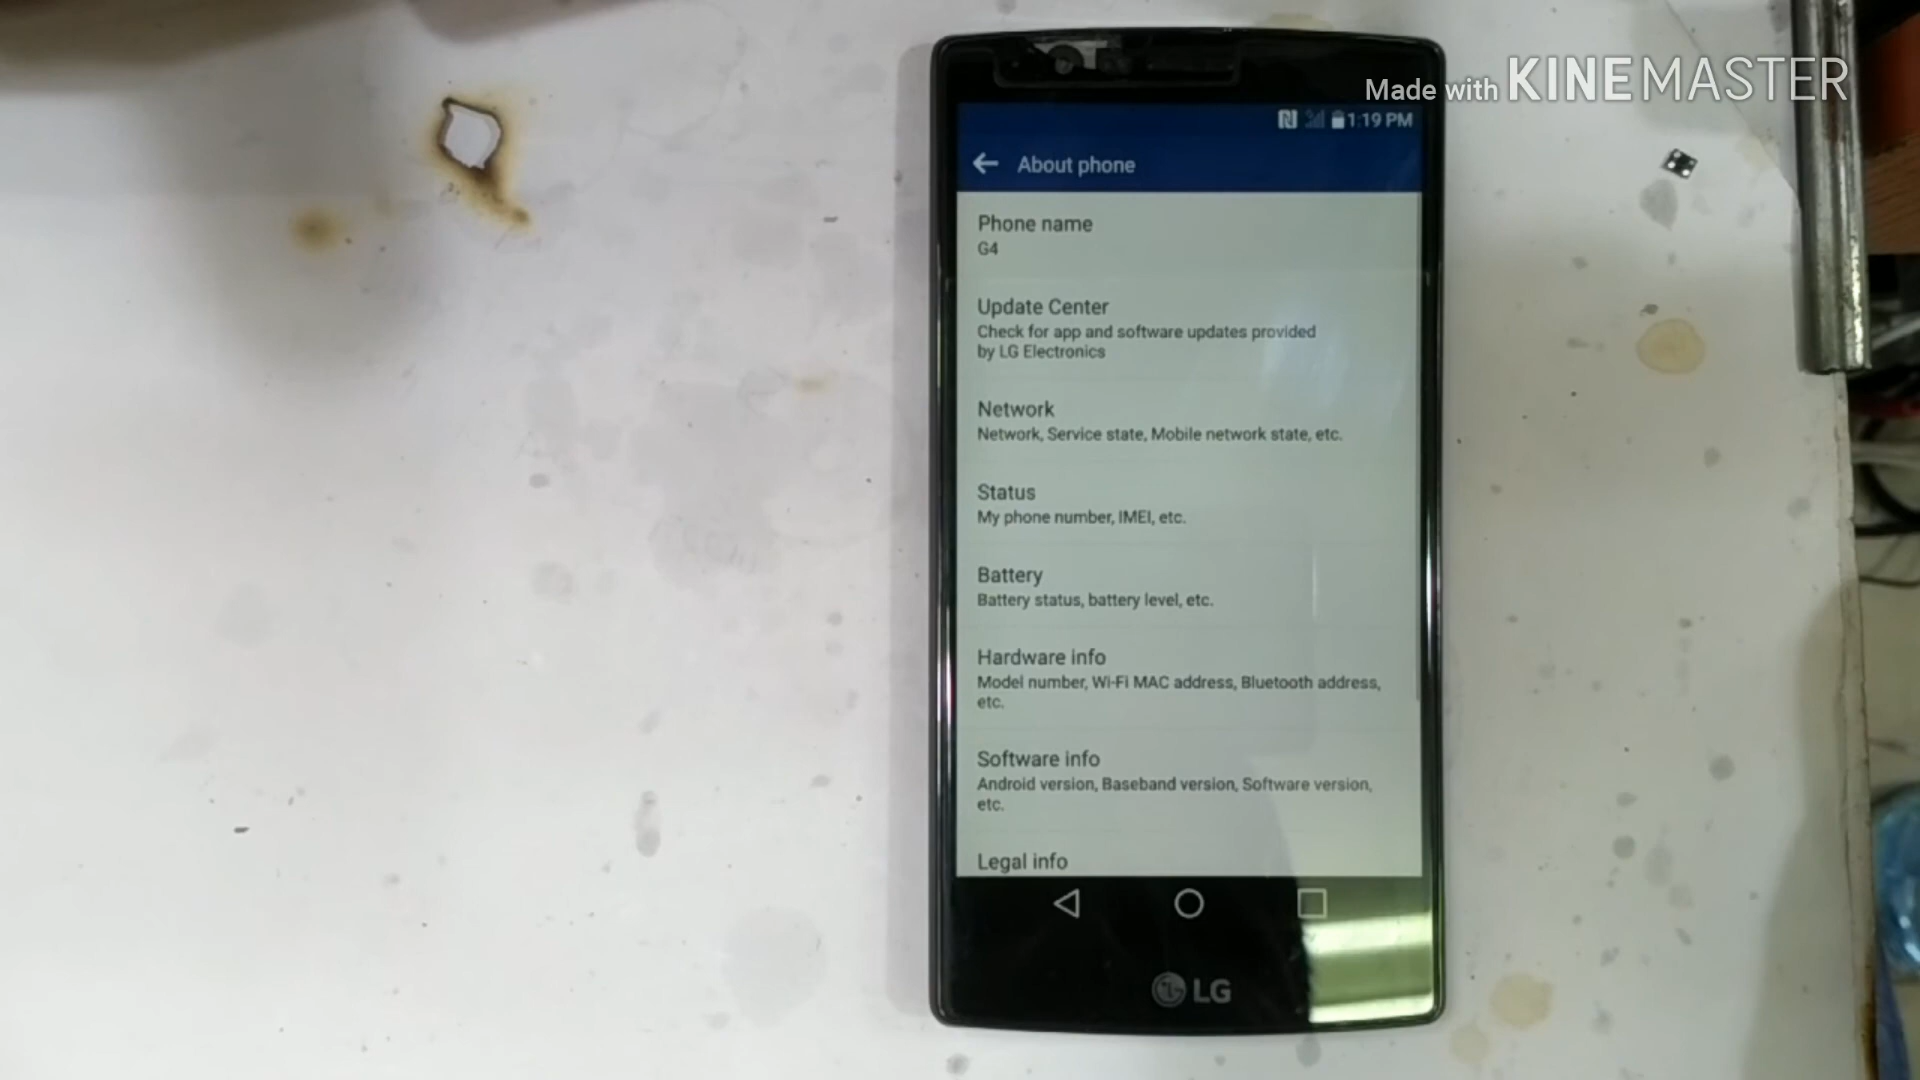 Made with KINEMASTER
1:19 PM
About phone
Phone name
G4
Update Center
Check for app and software updates provided
by LG Electronics
Network
Network, Service state, Mobile network state, etc.
Status
My phone number, IMEI, etc.
Battery
Battery status, battery level, etc.
Hardware info
Model number, Wi-Fi MAC address, Bluetooth address,
etc.
Software info
Android version, Baseband version, Software version,
etc.
Legal info
LG